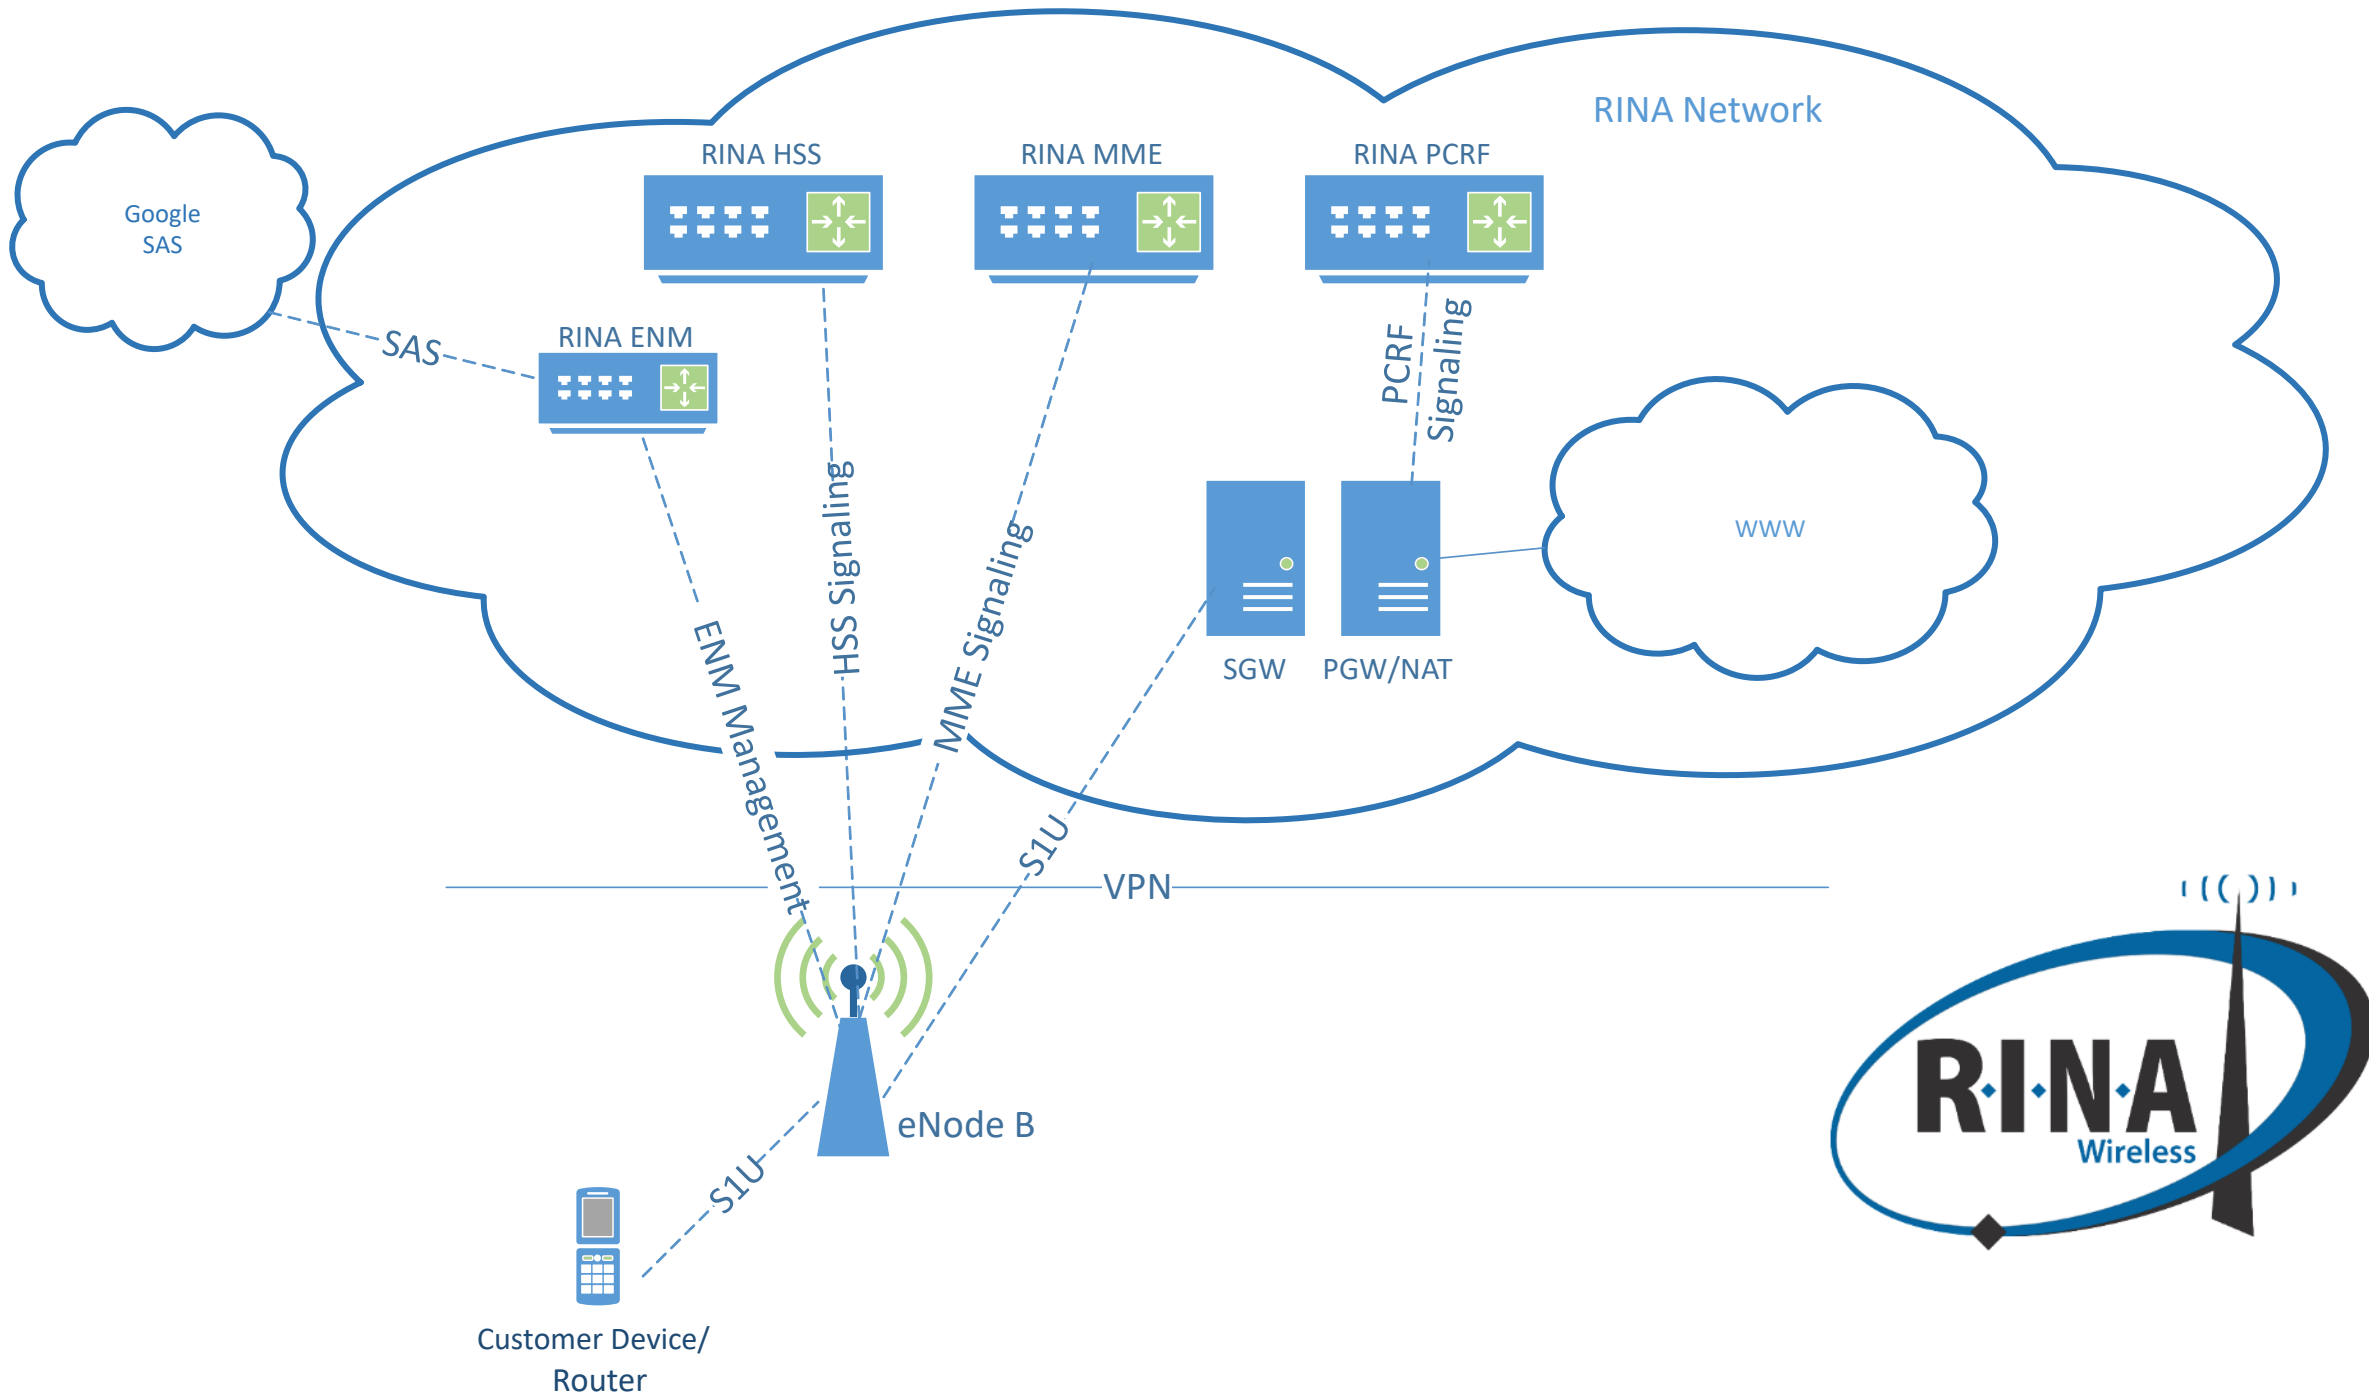 RINA Network
RINA HSS
RINA MME
RINA PCRF
Google
SAS
SAS
RINA ENM
PCRF
Signaling
HSS Signaling
MME Signaling
ENM Management
WWW
SGW
PGW/NAT
S1U
VPN
eNode B
S1U
Customer Device/
Router
R·I·N·A
Wireless